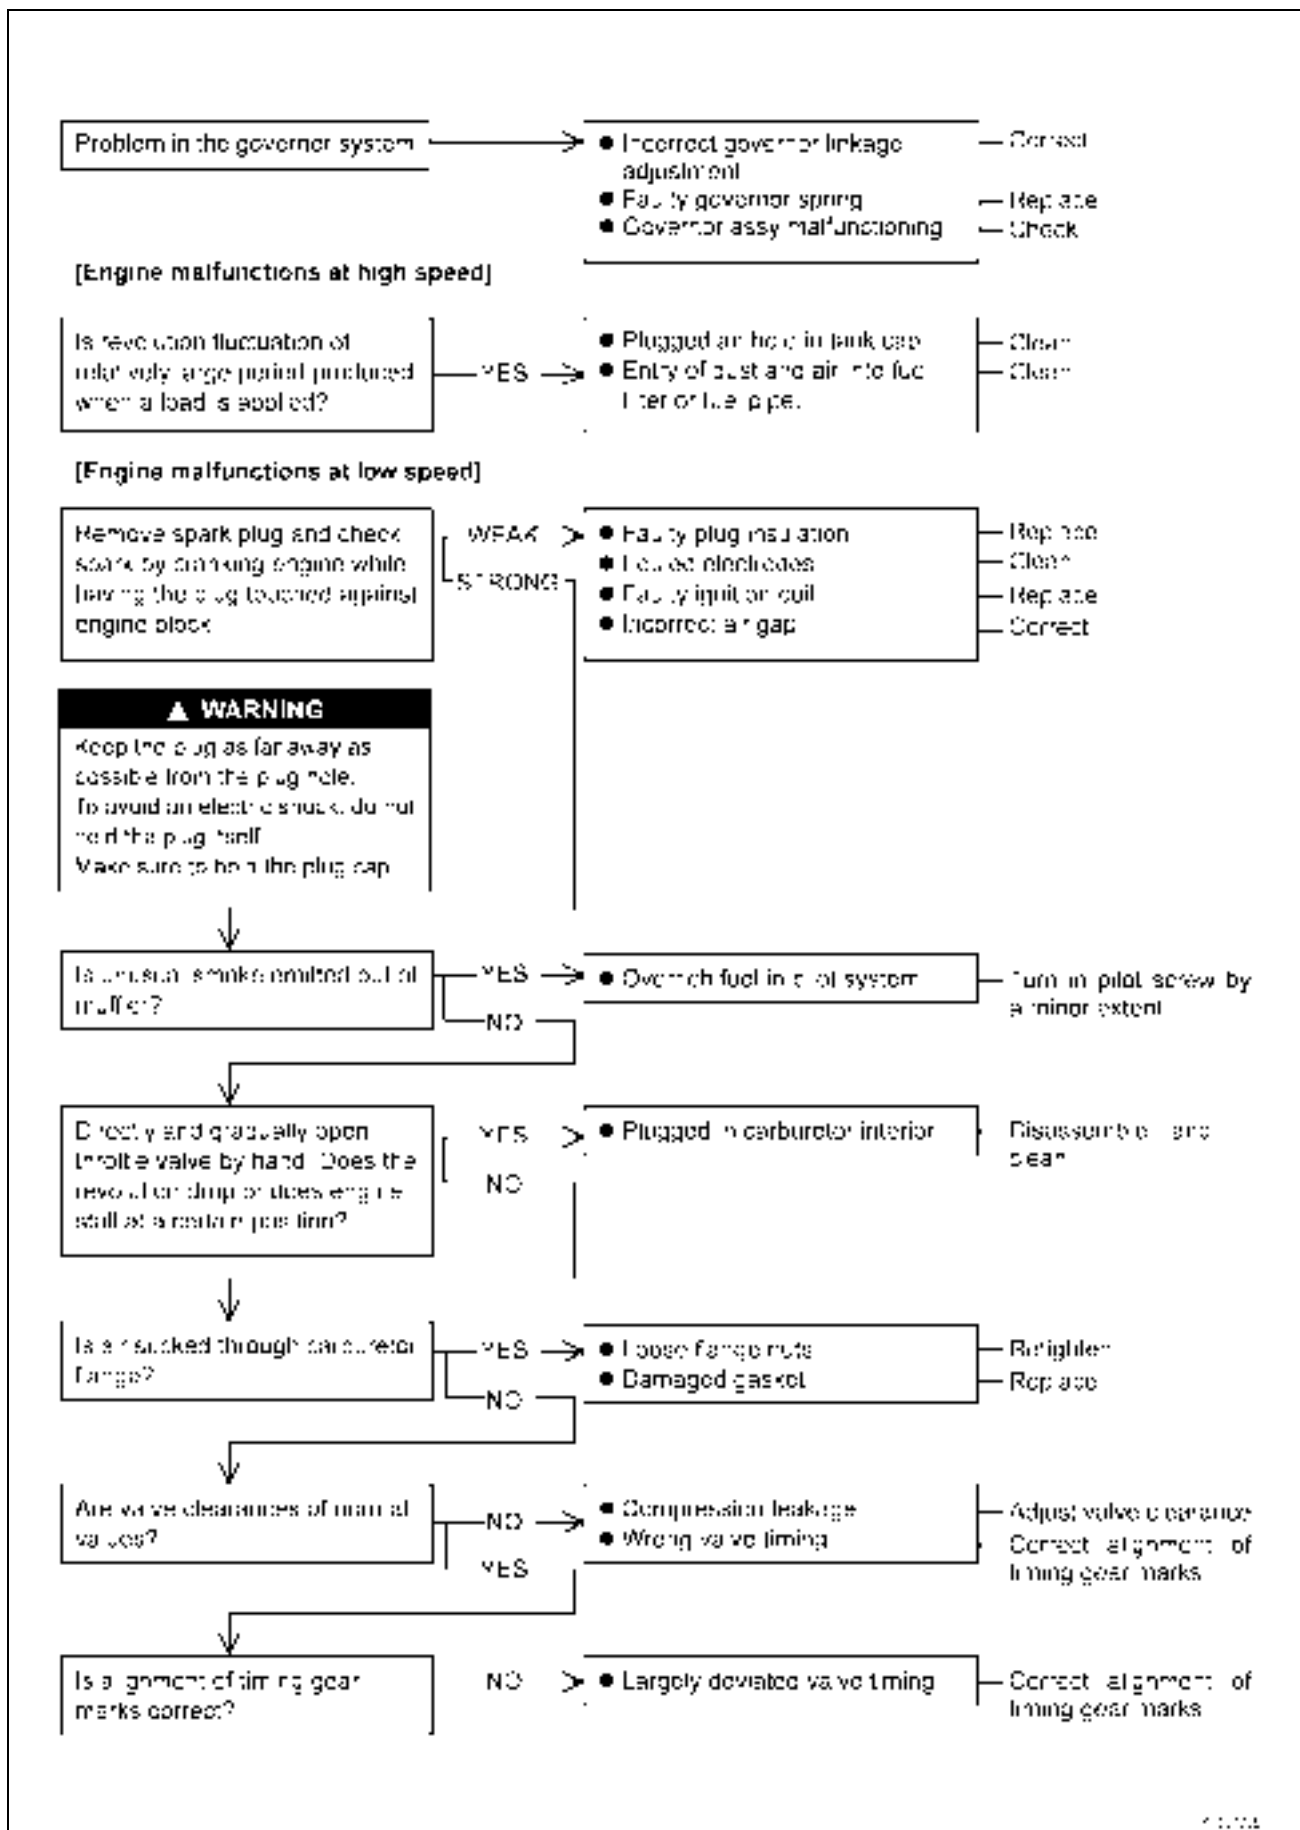 Problem in the governer system
● Incorrect governor linkage
adjustment
Correct
● Faulty governor spring
Replace
● Governor assy malfunctioning
Check
[Engine malfunctions at high speed]
Is revolution fluctuation of
relatively large period produced
when a load is applied?
YES
● Plugged air hole in tank cap
Clean
● Entry of dust and air into fuel
filter or fuel pipe.
Clean
[Engine malfunctions at low speed]
Remove spark plug and check
spark by cranking engine while
having the plug touched against
engine block
WEAK
STRONG
● Faulty plug insulation
Replace
● Fouled electrodes
Clean
● Faulty ignition coil
Replace
● Incorrect air gap
Correct
▲ WARNING
Keep the plug as far away as
possible from the plug hole.
To avoid an electric shock, do not
hold the plug itself
Make sure to hold the plug cap
Is unusual smoke emitted out of
muffler?
YES
NO
● Overrich fuel in pilot system
Turn in pilot screw by
a minor extent
Directly and gradually open
throttle valve by hand. Does the
revolution drop or does engine
stall at a certain position?
YES
NO
● Plugged in carburetor interior
Disassemble and
clean
Is air sucked through carburetor
flange?
YES
NO
● Loose flange nuts
Retighten
● Damaged gasket
Replace
Are valve clearances of normal
values?
NO
YES
● Compression leakage
Adjust valve clearance
● Wrong valve timing
Correct alignment of
timing gear marks
Is alignment of timing gear
marks correct?
NO
● Largely deviated valve timing
Correct alignment of
timing gear marks